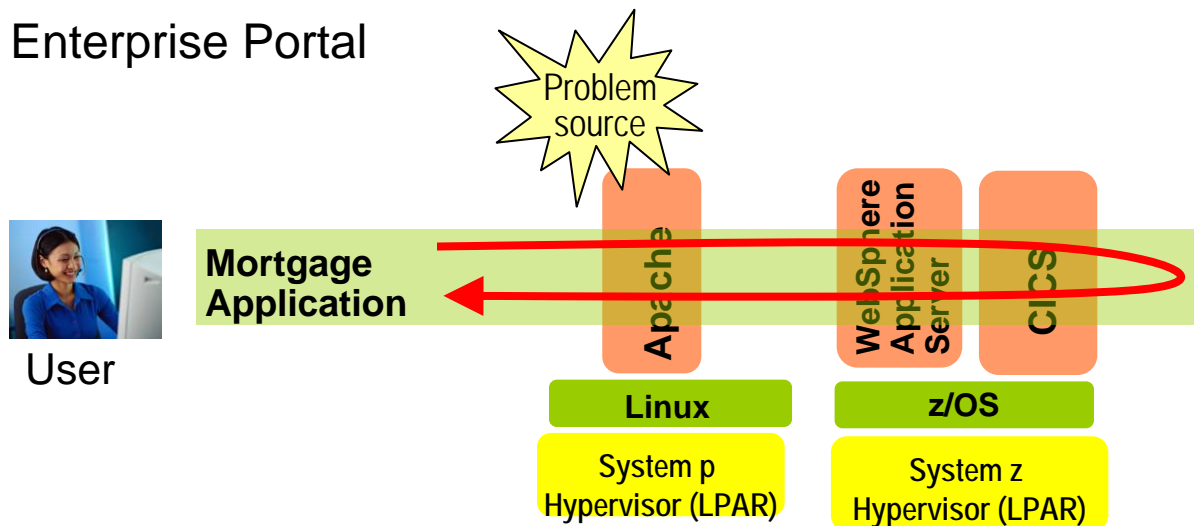 Enterprise Portal
Problem
source
Mortgage
Application
User
Apache
WebSphere
Application
Server
CICS
Linux
z/OS
System p
Hypervisor (LPAR)
System z
Hypervisor (LPAR)